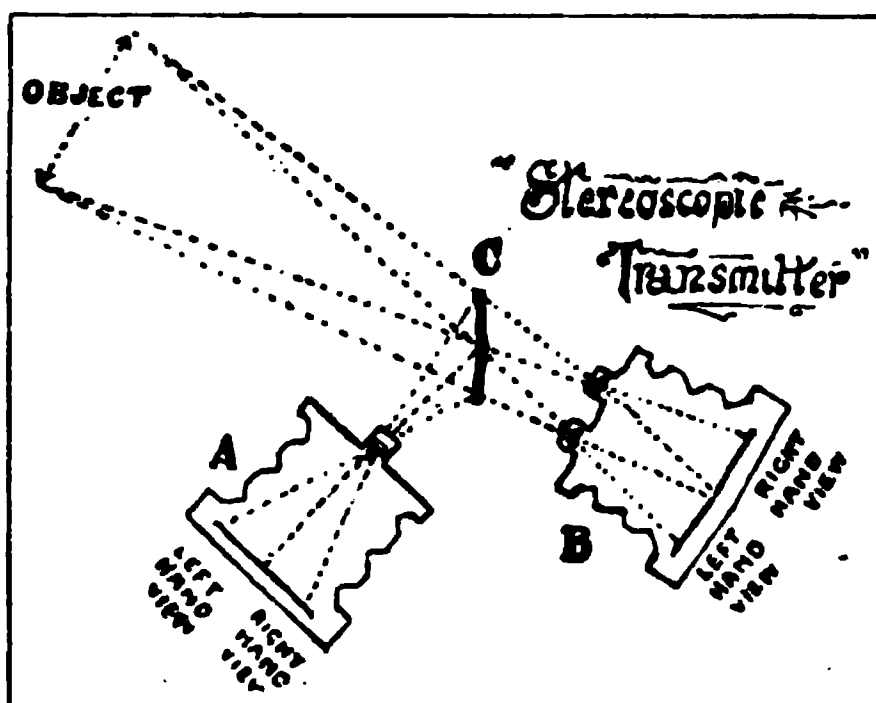 OBJECT
"Stereoscopic
Transmitter"
C
A
B
RIGHT
HAND
VIEW
LEFT
HAND
VIEW
LEFT
HAND
VIEW
RIGHT
HAND
VIEW